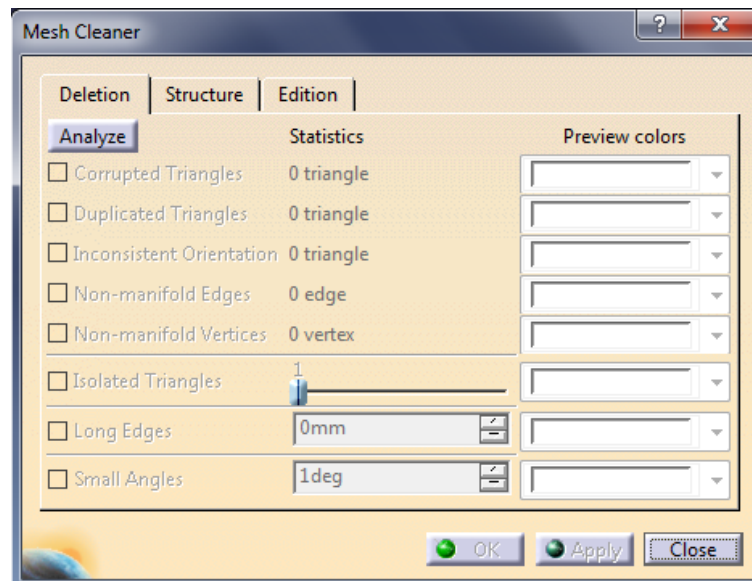 Mesh Cleaner
Deletion Structure Edition
Analyze Statistics Preview colors
Corrupted Triangles 0 triangle
Duplicated Triangles 0 triangle
Inconsistent Orientation 0 triangle
Non-manifold Edges 0 edge
Non-manifold Vertices 0 vertex
Isolated Triangles 1
Long Edges 0mm
Small Angles 1deg
OK Apply Close